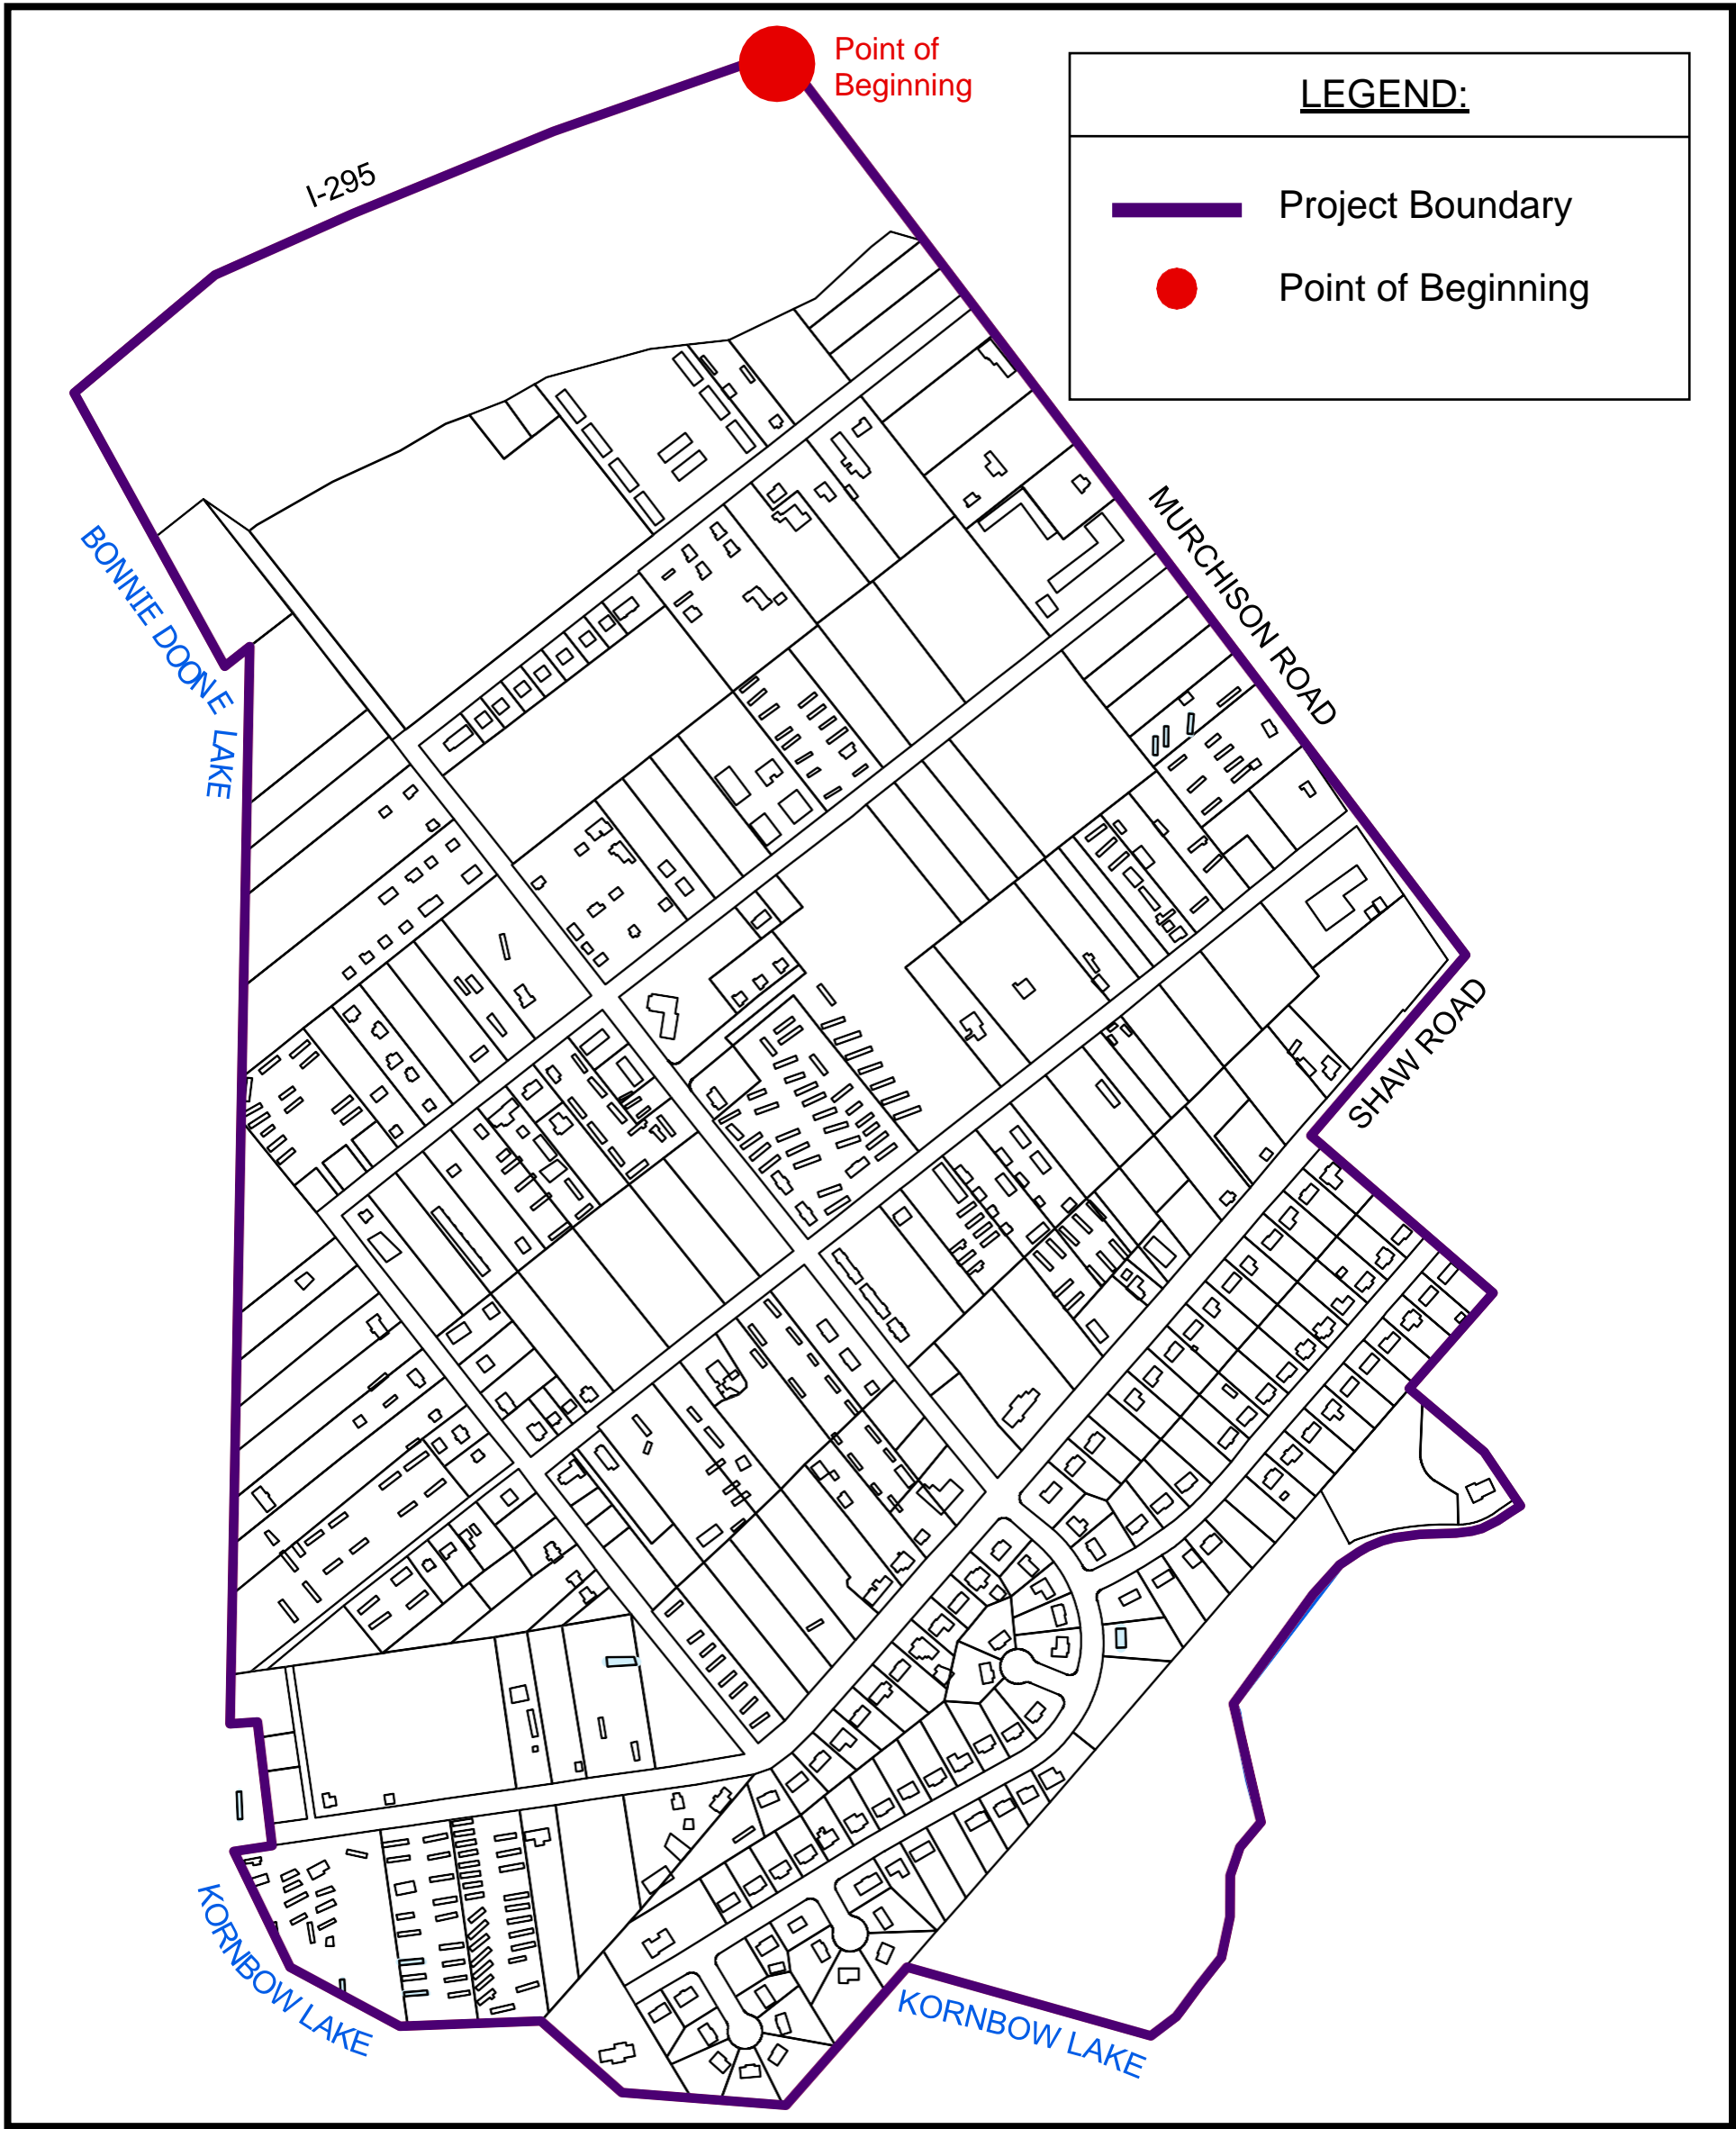 Point of
Beginning
LEGEND:
Project Boundary
Point of Beginning
I-295
MURCHISON ROAD
BONNIE DOONE LAKE
SHAW ROAD
KORNBOW LAKE
KORNBOW LAKE